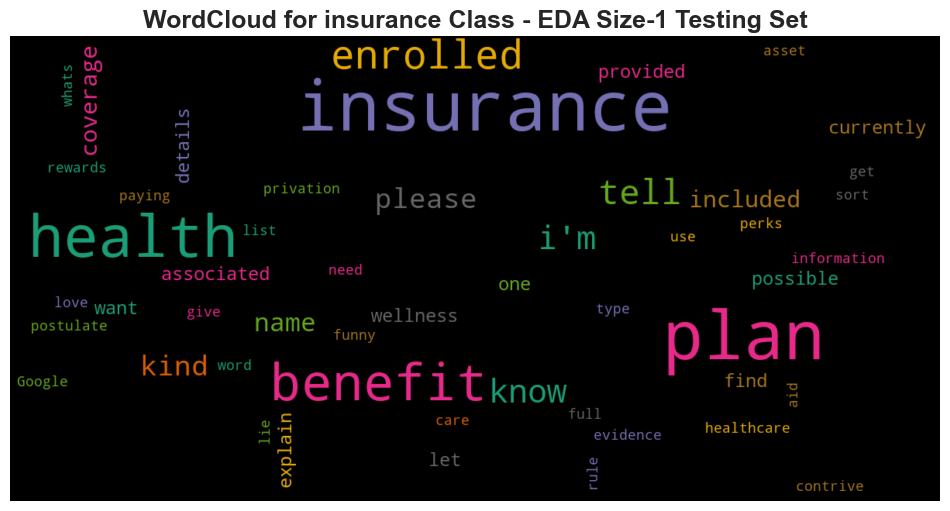 WordCloud for insurance Class - EDA Size-1 Testing Set
enrolled
asset
whats
coverage
provided
insurance
details
currently
rewards
get
paying
privation
please
tell
included
sort
health
list
i'm
use
perks
associated
need
information
possible
one
love
want
give
type
postulate
name
wellness
funny
plan
kind
word
Google
benefit
know
find
aid
care
full
lie
explain
evidence
healthcare
let
rule
contrive